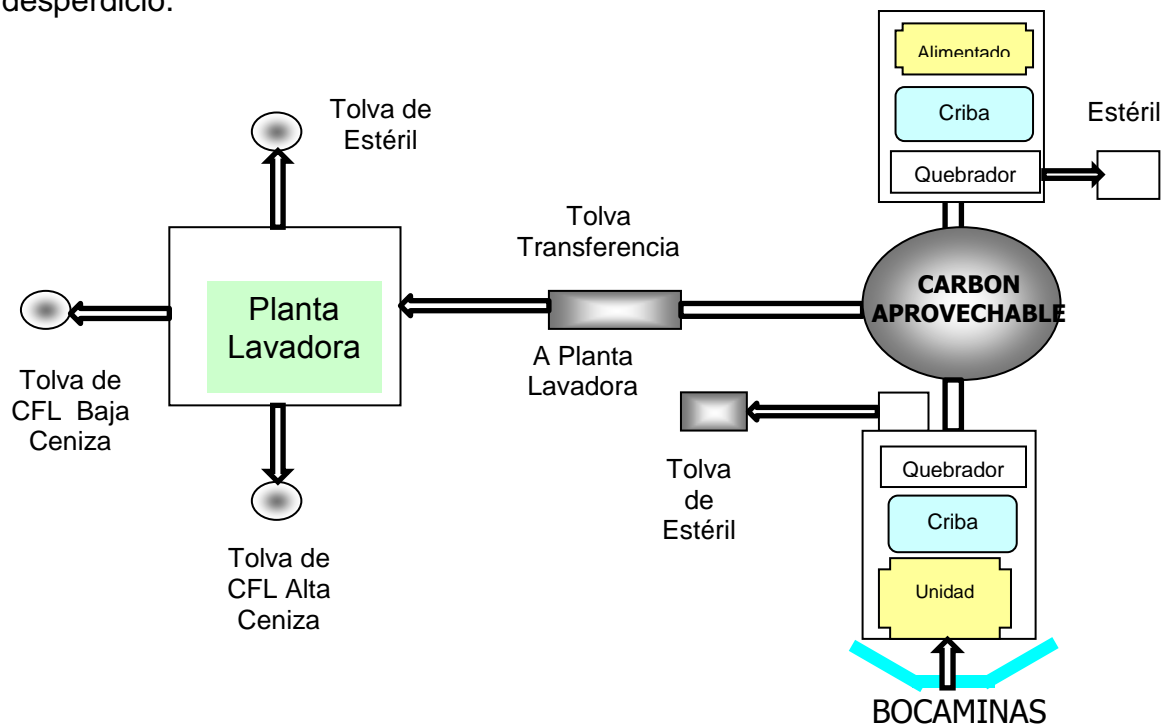 desperdicio.
Alimentado
Criba
Quebrador
Estéril
Tolva de
Estéril
Tolva
Transferencia
CARBON
APROVECHABLE
Planta
Lavadora
A Planta
Lavadora
Tolva de
CFL Baja
Ceniza
Tolva
de
Estéril
Quebrador
Criba
Unidad
Tolva de
CFL Alta
Ceniza
BOCAMINAS